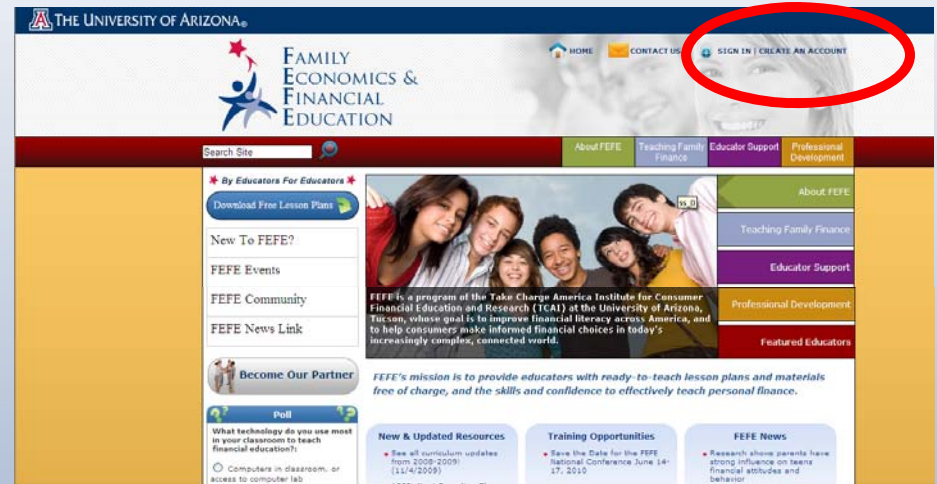 THE UNIVERSITY OF ARIZONA®
FAMILY
ECONOMICS &
FINANCIAL
EDUCATION
HOME
CONTACT US
SIGN IN | CREATE AN ACCOUNT
Search Site
About FEFE
Teaching Family
Finance
Educator Support
Professional
Development
By Educators For Educators
Download Free Lesson Plans
New To FEFE?
FEFE Events
FEFE Community
FEFE News Link
Become Our Partner
Poll
What technology do you use most
in your classroom to teach
financial education?:
Computers in classroom, or
access to computer lab
ss_0
FEFE is a program of the Take Charge America Institute for Consumer
Financial Education and Research (TCAI) at the University of Arizona,
Tucson, whose goal is to improve financial literacy across America, and
to help consumers make informed financial choices in today's
increasingly complex, connected world.
About FEFE
Teaching Family Finance
Educator Support
Professional Development
Featured Educators
FEFE's mission is to provide educators with ready-to-teach lesson plans and materials
free of charge, and the skills and confidence to effectively teach personal finance.
New & Updated Resources
See all curriculum updates
from 2008-2009!
(11/4/2009)
Training Opportunities
Save the Date for the FEFE
National Conference June 14-
17, 2010
FEFE News
Research shows parents have
strong influence on teens
financial attitudes and
behavior